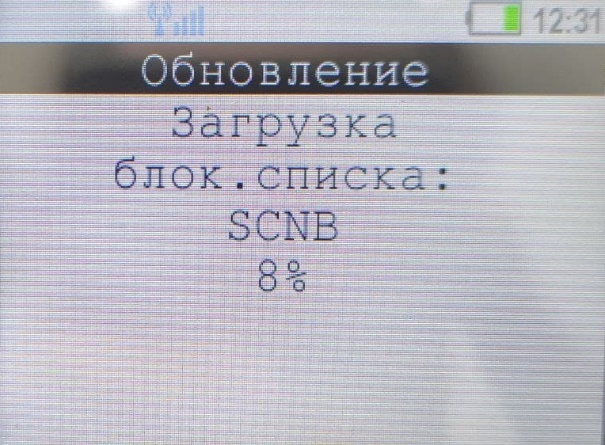 12:31
Обновление
Загрузка
блок.списка:
SCNB
8%